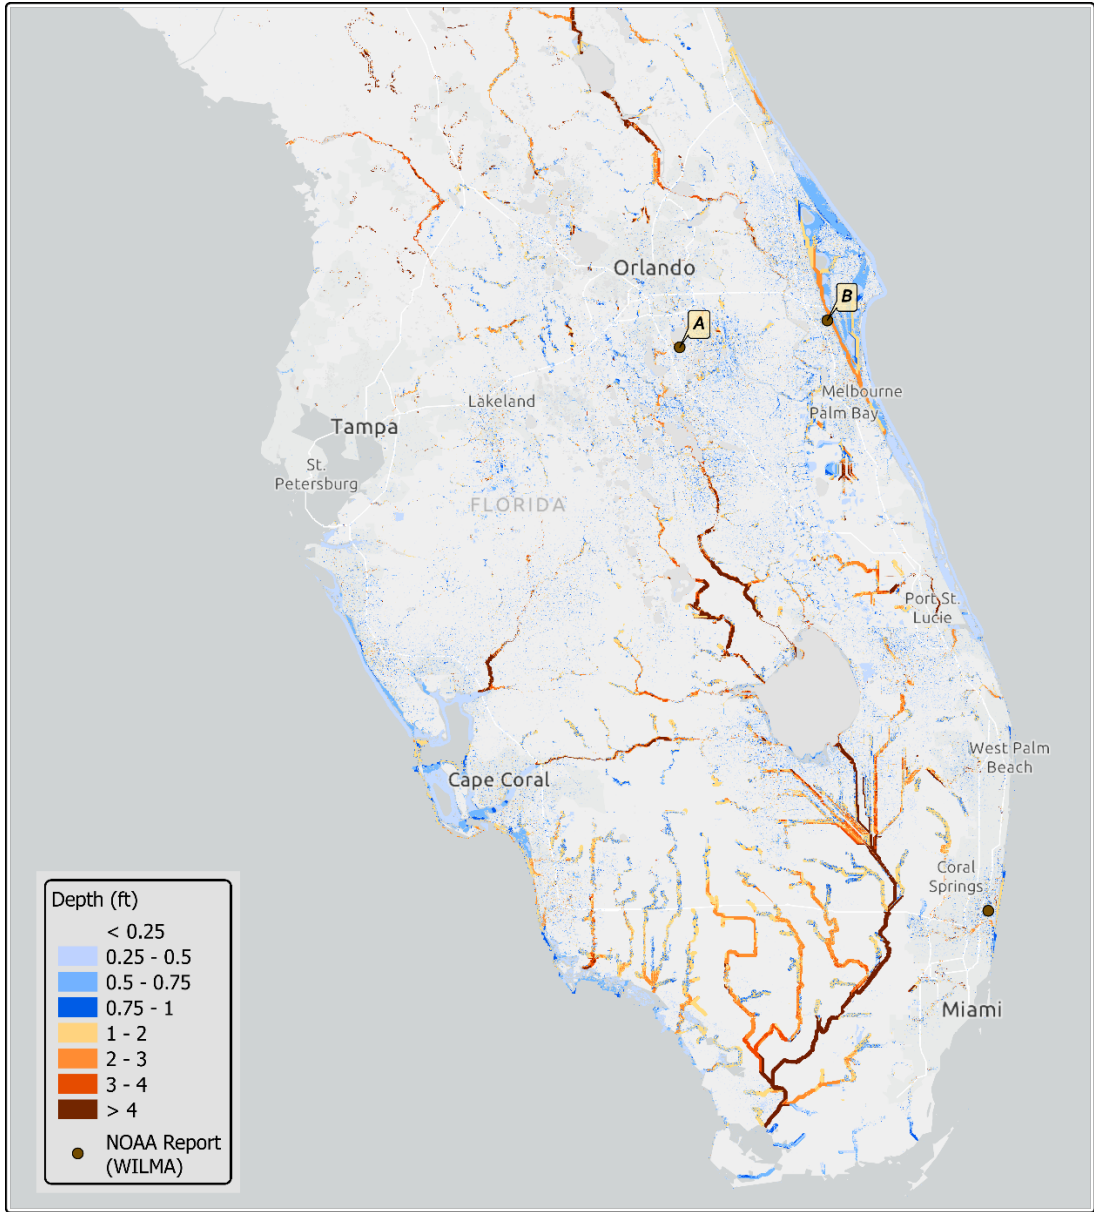 Orlando
B
A
Melbourne
Palm Bay
Lakeland
Tampa
St.
Petersburg
FLORIDA
Port St.
Lucie
West Palm
Beach
Cape Coral
Coral
Springs
Miami
Depth (ft)
< 0.25
0.25 - 0.5
0.5 - 0.75
0.75 - 1
1 - 2
2 - 3
3 - 4
> 4
NOAA Report
(WILMA)